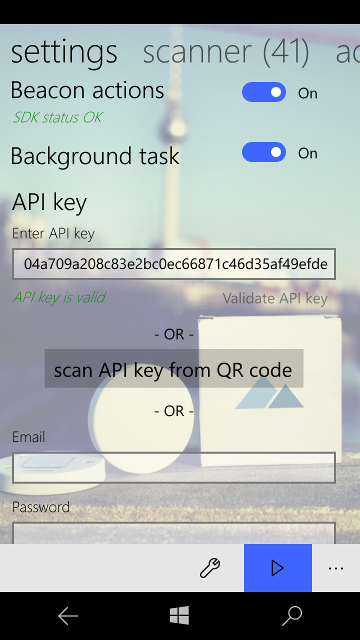 settings scanner (41)
Beacon actions On
SDK status OK
Background task On
API key
Enter API key
04a709a208c83e2bc0ec66871c46d35af49efde
API key is valid Validate API key
- OR -
scan API key from QR code
- OR -
Email
Password